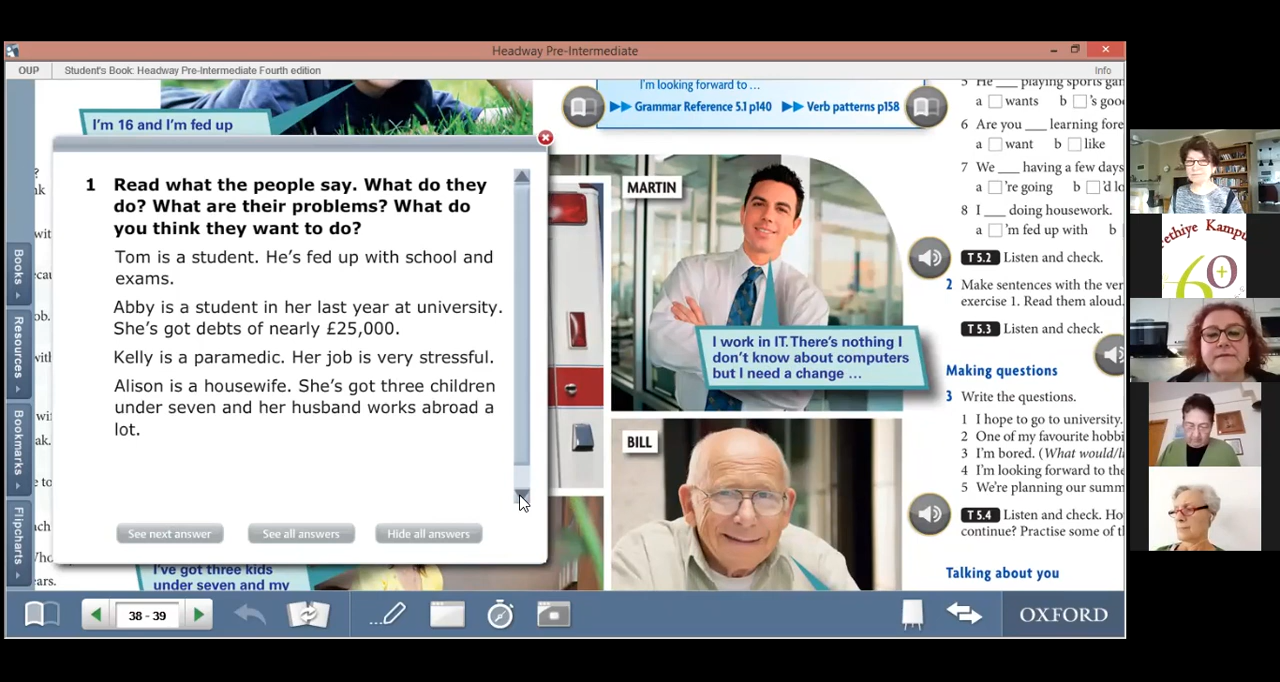 Headway Pre-Intermediate
OUP
Student's Book: Headway Pre-Intermediate Fourth edition
Info
I'm 16 and I'm fed up
1 Read what the people say. What do they
do? What are their problems? What do
you think they want to do?
Tom is a student. He's fed up with school and
exams.
Abby is a student in her last year at university.
She's got debts of nearly £25,000.
Kelly is a paramedic. Her job is very stressful.
Alison is a housewife. She's got three children
under seven and her husband works abroad a
lot.
See next answer
See all answers
Hide all answers
I've got three kids
under seven and my
Books
Resources
Bookmarks
Flipcharts
I'm looking forward to ...
Grammar Reference 5.1 p140
Verb patterns p158
MARTIN
I work in IT. There's nothing I
don't know about computers
but I need a change ...
BILL
5 He ___ playing sports
a wants b 's
6 Are you ___ learning
a want b like
7 We ___ having a few days
a 're going b 'd
8 I ___ doing housework.
a 'm fed up with b
T 5.2 Listen and check.
2 Make sentences with the
exercise 1. Read them aloud.
T 5.3 Listen and check.
Making questions
3 Write the questions.
1 I hope to go to university.
2 One of my favourite
3 I'm bored. (What
4 I'm looking forward to
5 We're planning our
T 5.4 Listen and check.
continue? Practise some of
Talking about you
38 - 39
OXFORD
60+